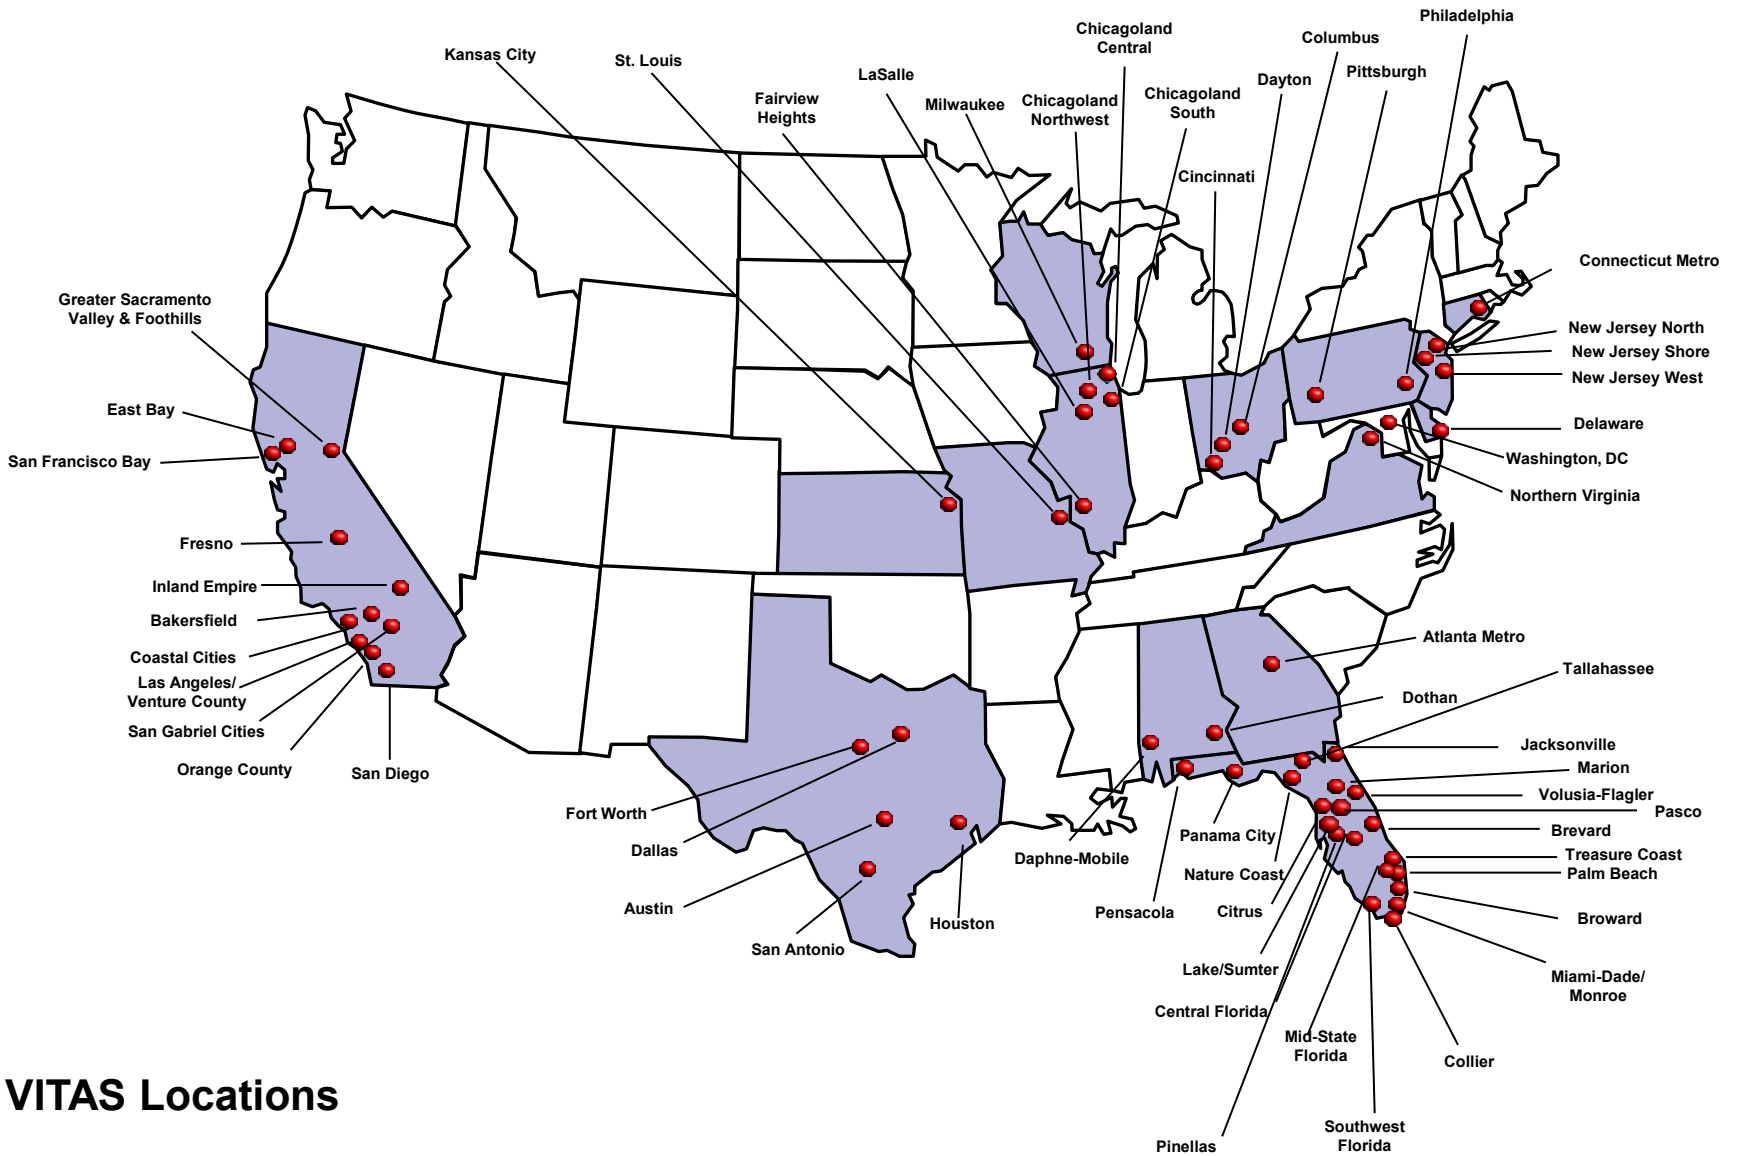 Philadelphia
Chicagoland
Central
Columbus
Kansas City
St. Louis
LaSalle
Pittsburgh
Dayton
Fairview
Heights
Milwaukee
Chicagoland
Northwest
Chicagoland
South
Cincinnati
Connecticut Metro
Greater Sacramento
Valley & Foothills
New Jersey North
New Jersey Shore
New Jersey West
East Bay
Delaware
San Francisco Bay
Washington, DC
Northern Virginia
Fresno
Inland Empire
Bakersfield
Atlanta Metro
Coastal Cities
Tallahassee
Las Angeles/
Venture County
Dothan
San Gabriel Cities
Jacksonville
Orange County
San Diego
Marion
Volusia-Flagler
Pasco
Fort Worth
Brevard
Panama City
Dallas
Daphne-Mobile
Treasure Coast
Palm Beach
Nature Coast
Austin
Pensacola
Citrus
Broward
Houston
San Antonio
Lake/Sumter
Miami-Dade/
Monroe
Central Florida
Mid-State
Florida
Collier
VITAS Locations
Southwest
Florida
Pinellas